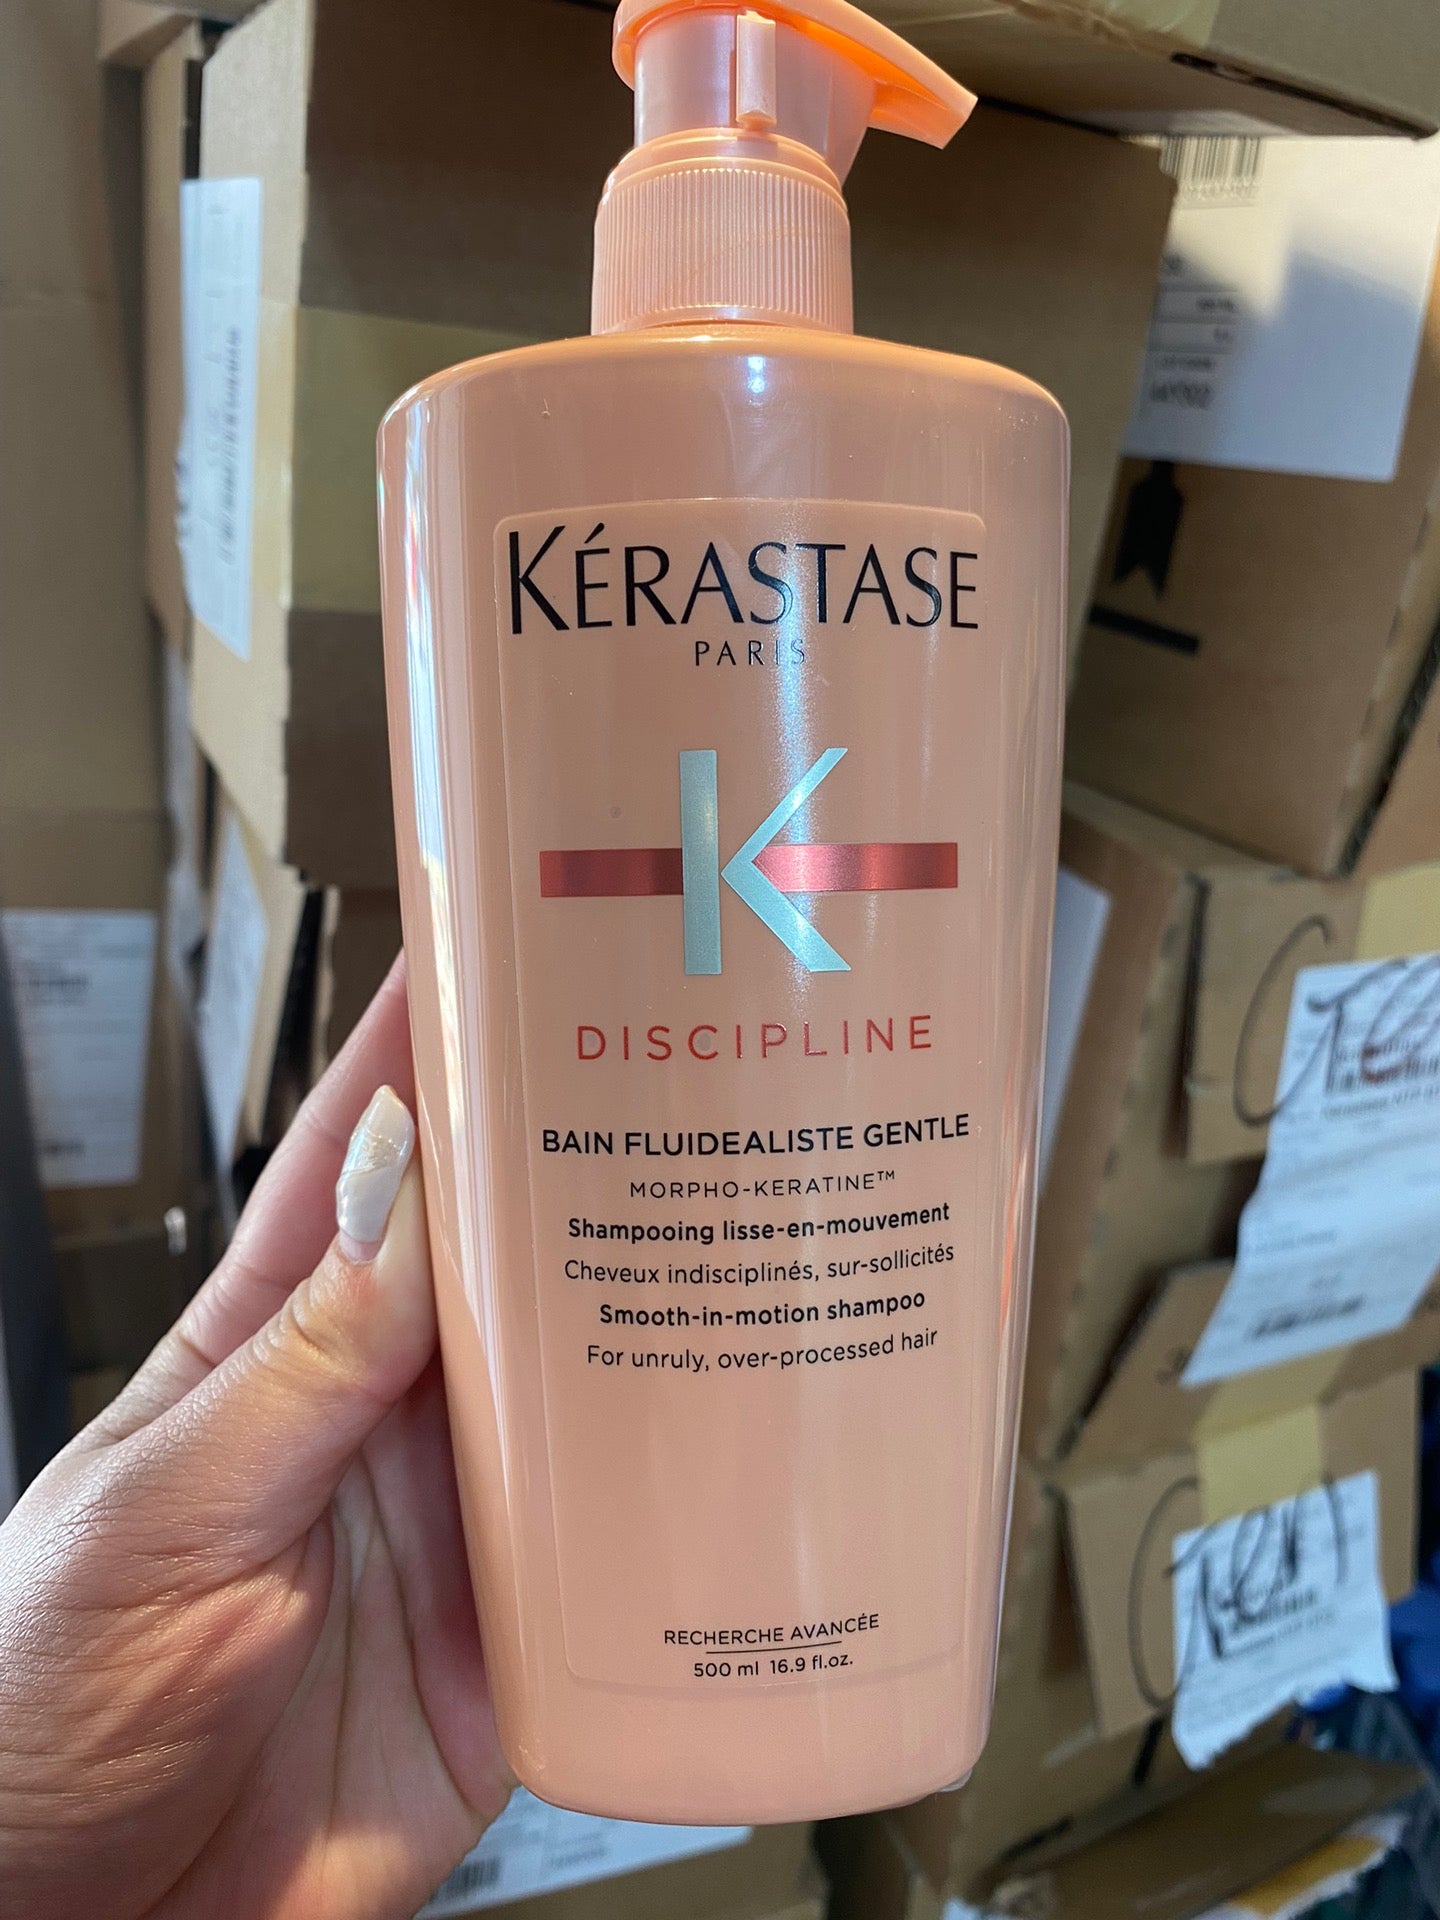 KÉRASTASE
PARIS
K
DISCIPLINE
BAIN FLUIDEALISTE GENTLE
MORPHO-KERATINE™
Shampooing lisse-en-mouvement
Cheveux indisciplinés, sur-sollicités
Smooth-in-motion shampoo
For unruly, over-processed hair
RECHERCHE AVANCÉE
500 ml 16.9 fl.oz.